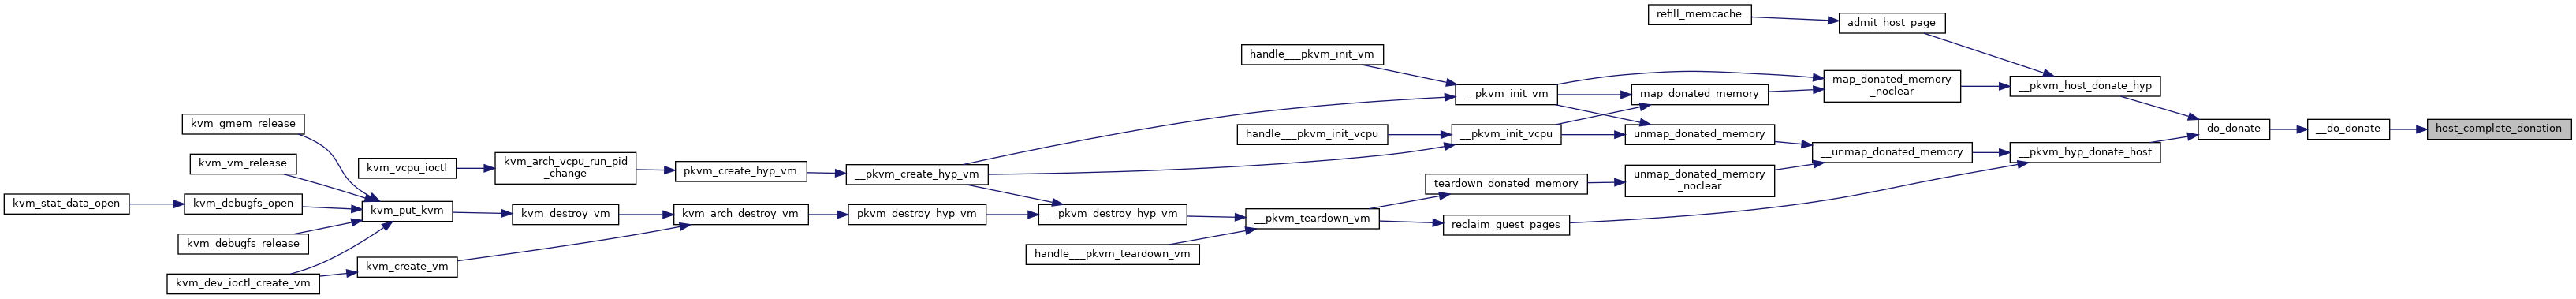 refill_memcache
admit_host_page
handle___pkvm_init_vm
map_donated_memory
_noclear
__pkvm_host_donate_hyp
__pkvm_init_vm
map_donated_memory
kvm_gmem_release
handle___pkvm_init_vcpu
__pkvm_init_vcpu
unmap_donated_memory
do_donate
__do_donate
host_complete_donation
kvm_vm_release
kvm_vcpu_ioctl
kvm_arch_vcpu_run_pid
_change
pkvm_create_hyp_vm
__pkvm_create_hyp_vm
__unmap_donated_memory
__pkvm_hyp_donate_host
teardown_donated_memory
unmap_donated_memory
_noclear
kvm_stat_data_open
kvm_debugfs_open
kvm_put_kvm
kvm_destroy_vm
kvm_arch_destroy_vm
pkvm_destroy_hyp_vm
__pkvm_destroy_hyp_vm
__pkvm_teardown_vm
reclaim_guest_pages
kvm_debugfs_release
handle___pkvm_teardown_vm
kvm_create_vm
kvm_dev_ioctl_create_vm